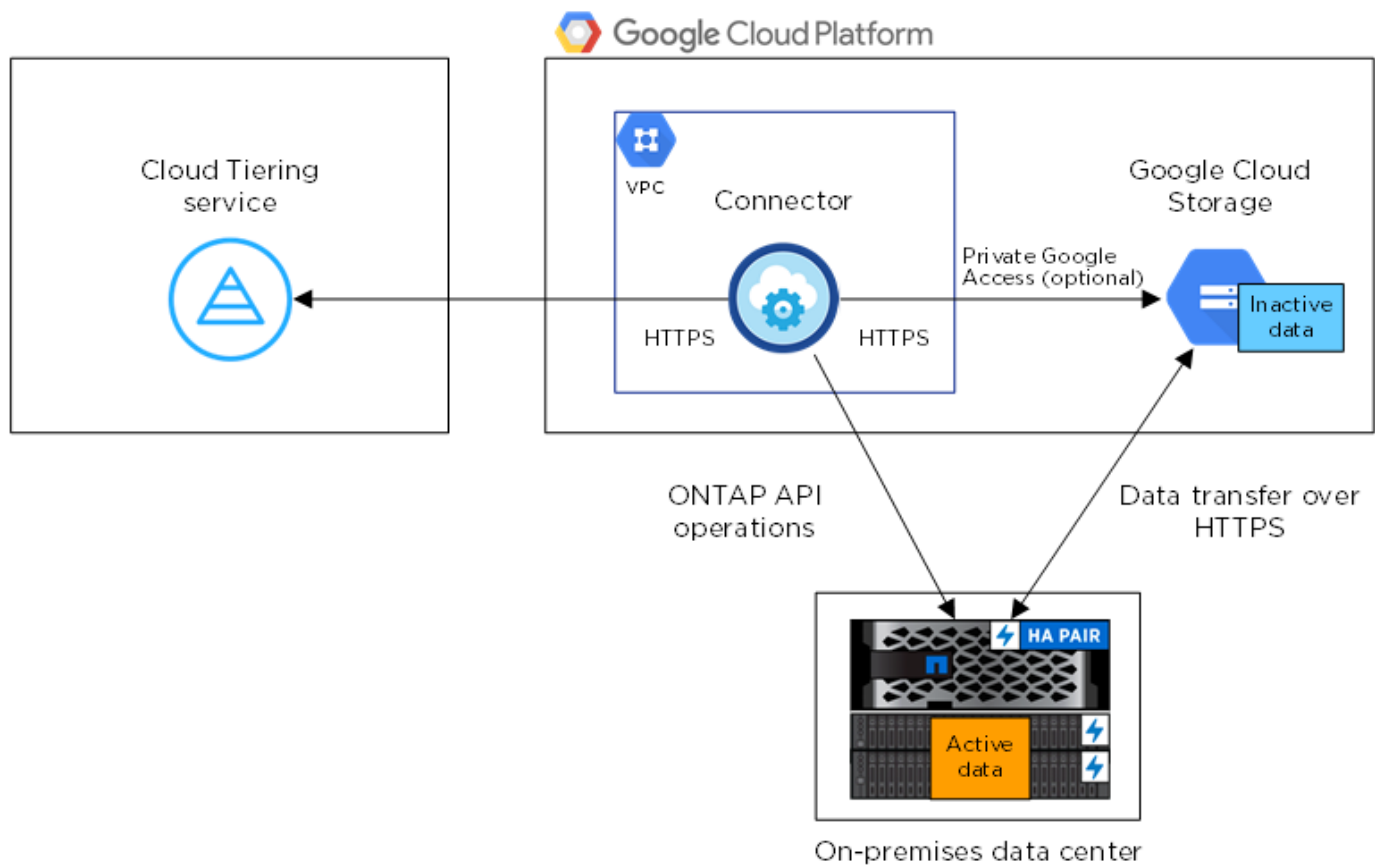 Google Cloud Platform
Cloud Tiering
service
VPC
Connector
Google Cloud
Storage
Private Google
Access (optional)
Inactive
data
HTTPS
HTTPS
ONTAP API
operations
Data transfer over
HTTPS
HA PAIR
Active
data
On-premises data center